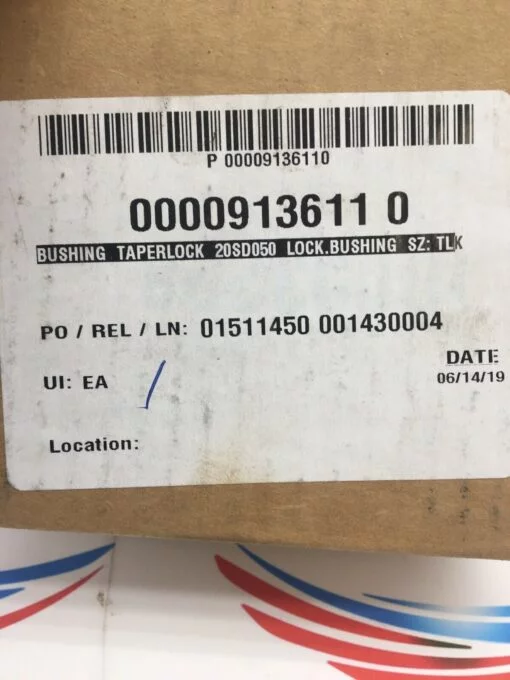 P 00009136110
0000913611 0
BUSHING TAPERLOCK 20SD050 LOCK.BUSHING SZ: TLK
PO / REL / LN: 01511450 001430004
DATE
UI: EA /
06/14/19
Location: